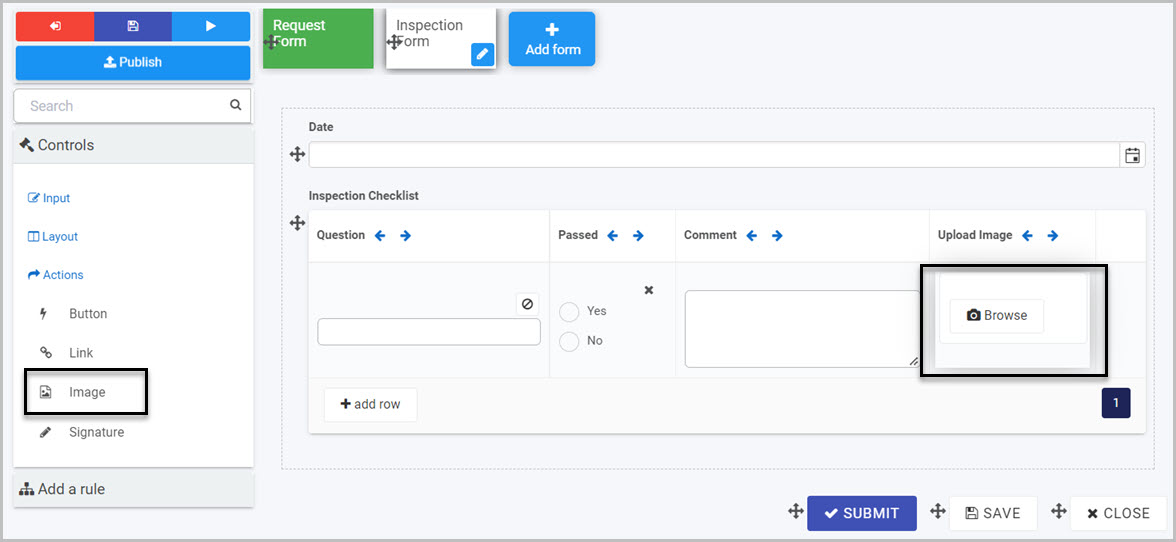 Publish
Search
Controls
Input
Layout
Actions
Button
Link
Image
Signature
Add a rule
Request
Form
Inspection
Form
Add form
Date
Inspection Checklist
Question Passed Comment Upload Image
Yes
No
Browse
add row
1
SUBMIT SAVE CLOSE